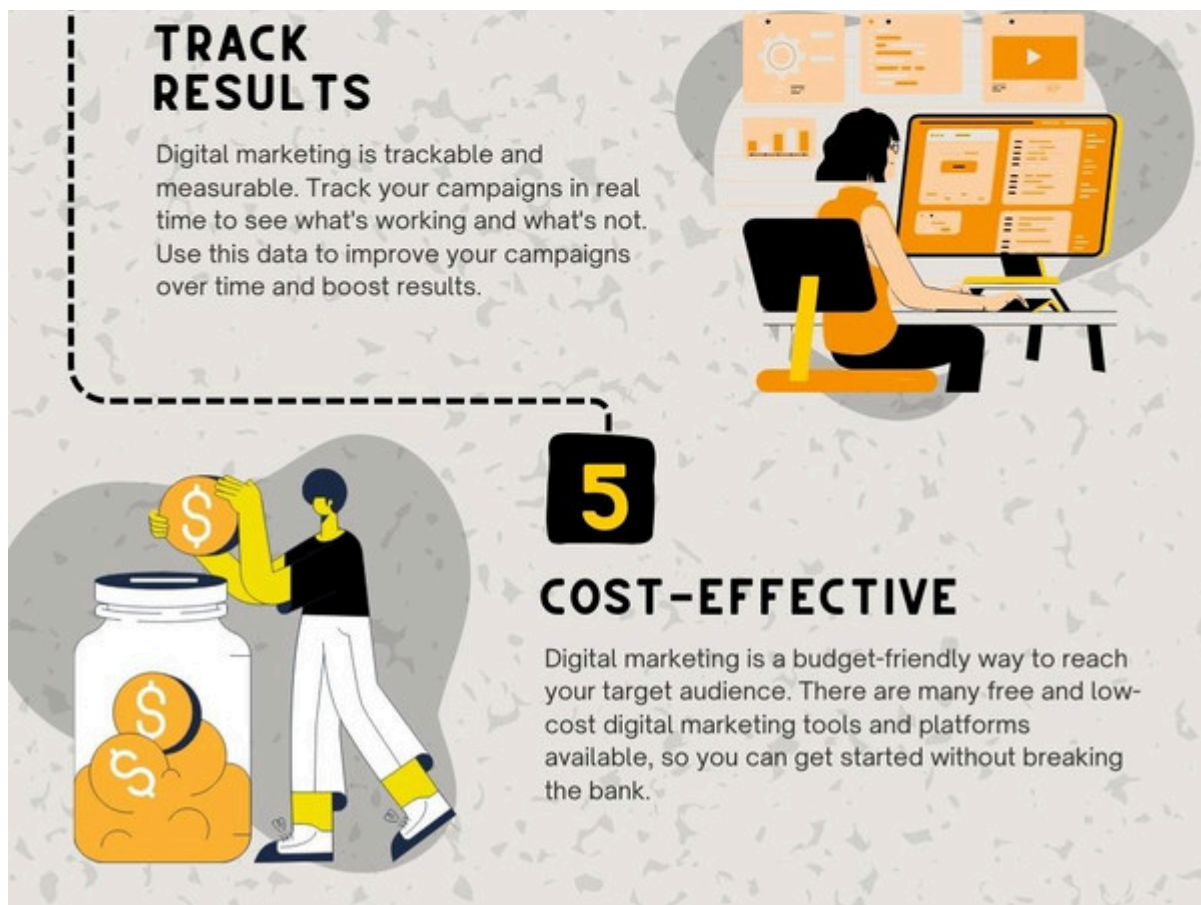 TRACK
RESULTS
Digital marketing is trackable and
measurable. Track your campaigns in real
time to see what's working and what's not.
Use this data to improve your campaigns
over time and boost results.
5
COST-EFFECTIVE
Digital marketing is a budget-friendly way to reach
your target audience. There are many free and low-
cost digital marketing tools and platforms
available, so you can get started without breaking
the bank.
$
$
$